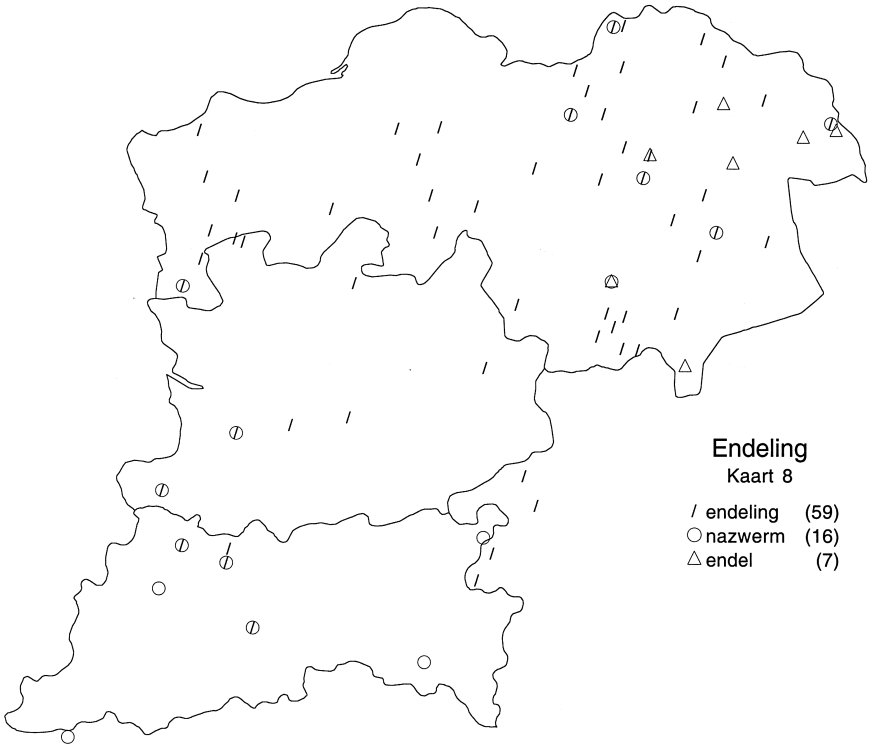 Endeling
Kaart 8
/ endeling (59)
○ nazwerm (16)
△ endel (7)